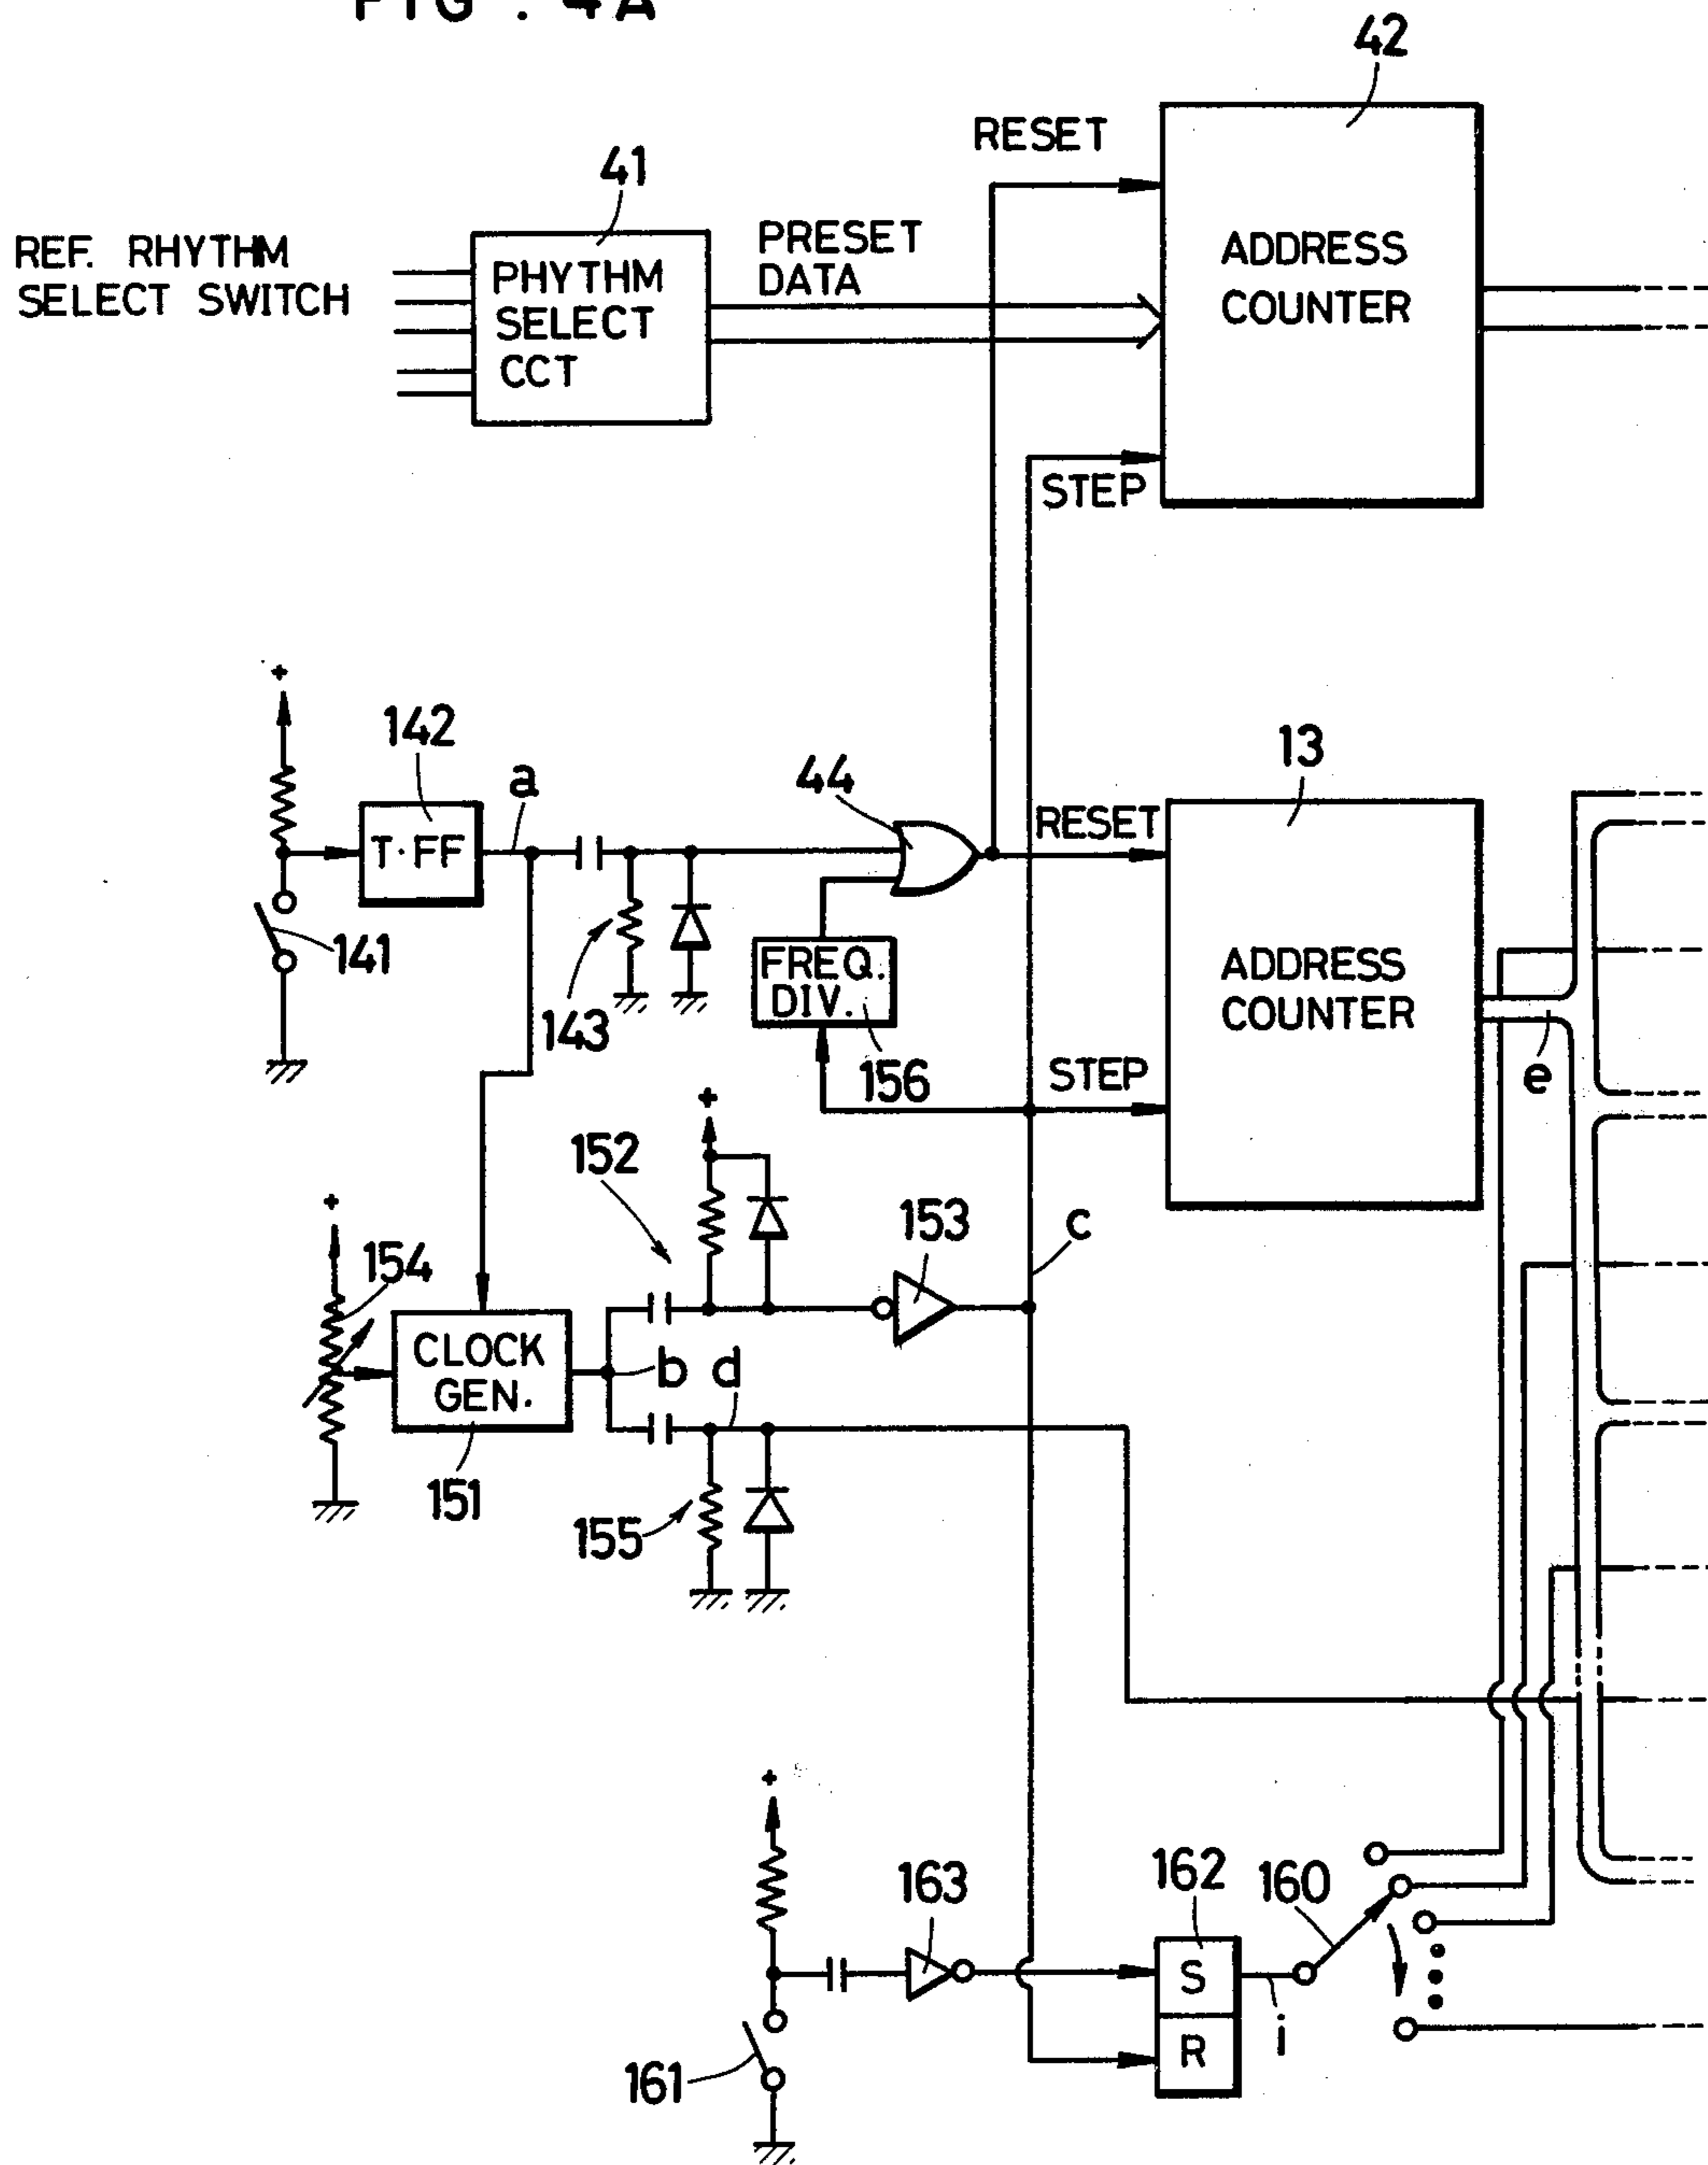 FIG. 4A
42
RESET
41
REF. RHYTHM
SELECT SWITCH
PHYTHM
SELECT
CCT
PRESET
DATA
ADDRESS
COUNTER
STEP
+
142
a
44
13
T·FF
RESET
141
143
FREQ.
DIV.
156
ADDRESS
COUNTER
STEP
e
+
152
+
154
153
c
CLOCK
GEN.
b
d
151
155
+
163
162
160
S
R
i
161